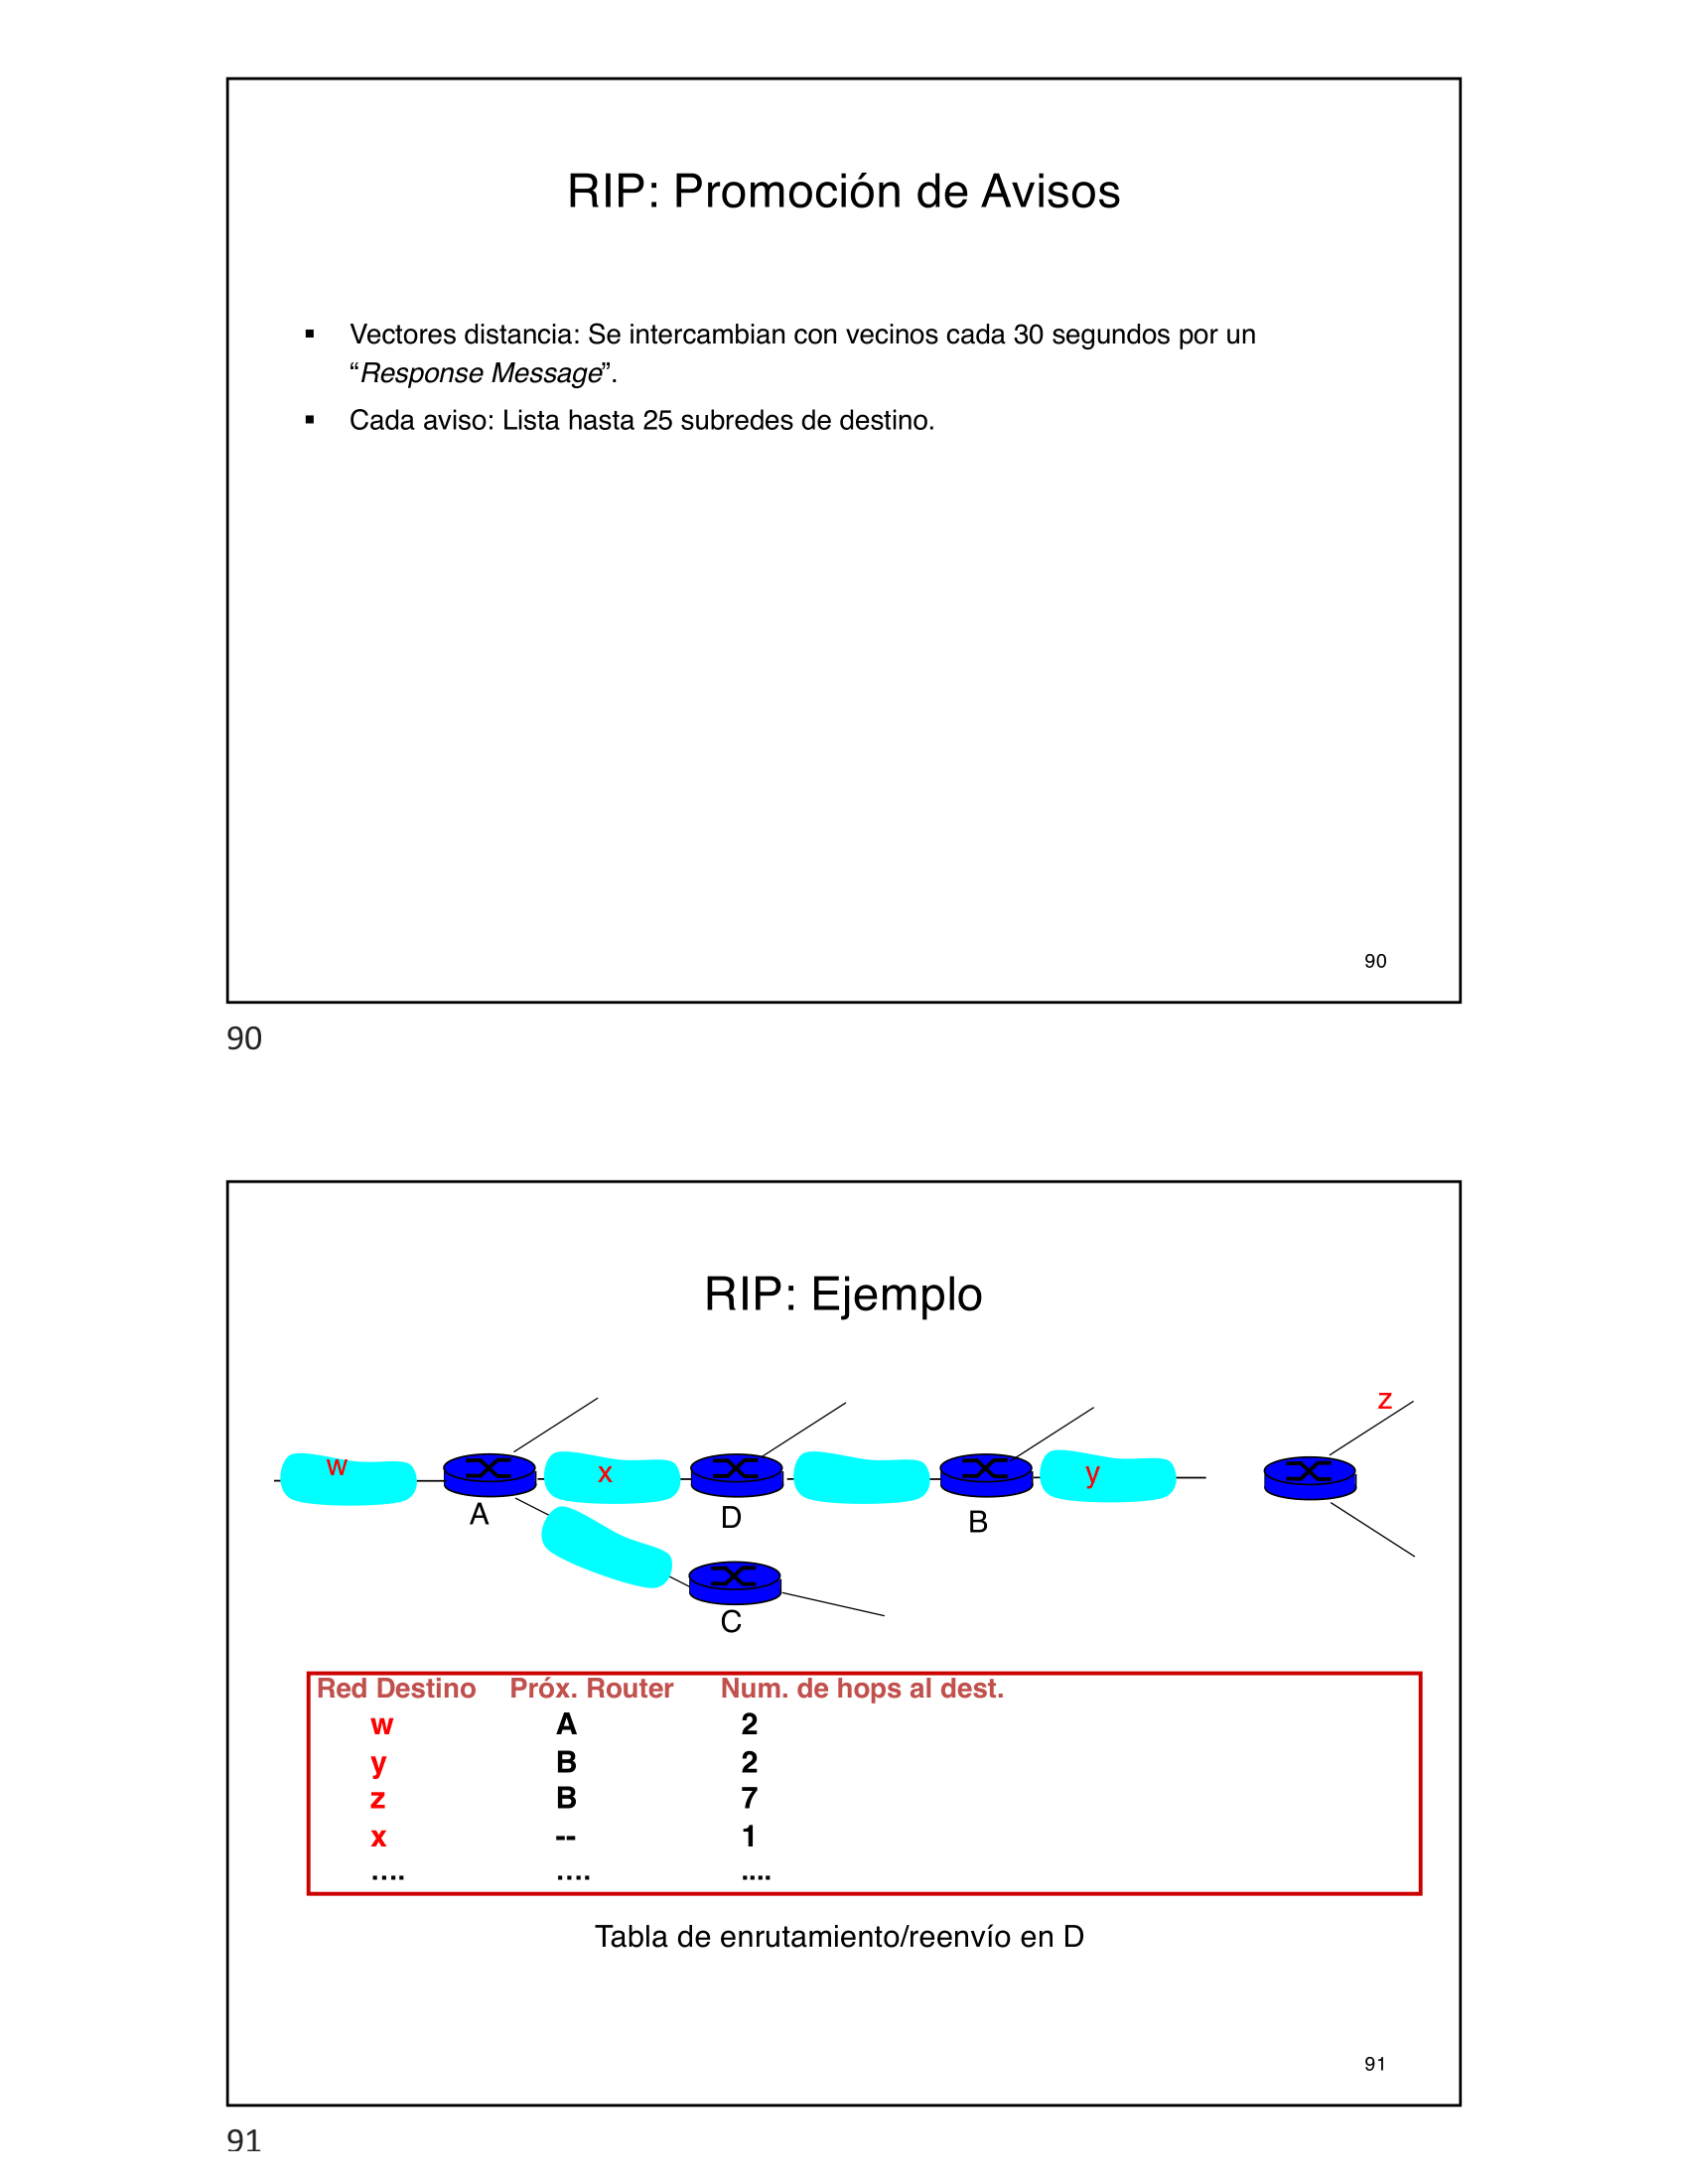 RIP: Promoción de Avisos
▪ Vectores distancia: Se intercambian con vecinos cada 30 segundos por un
“Response Message”.
▪ Cada aviso: Lista hasta 25 subredes de destino.
90
90
RIP: Ejemplo
z
w
x
y
A
D
B
C
Red Destino Próx. Router Num. de hops al dest.
w A 2
y B 2
z B 7
x -- 1
…. …. ....
Tabla de enrutamiento/reenvío en D
91
91